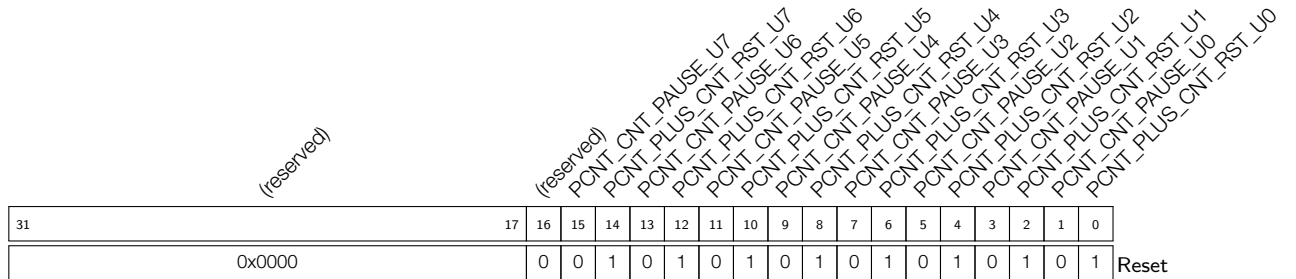 (reserved)
(reserved)
PCNT_CNT_PAUSE_U7
PCNT_PLUS_CNT_RST_U7
PCNT_CNT_PAUSE_U6
PCNT_PLUS_CNT_RST_U6
PCNT_CNT_PAUSE_U5
PCNT_PLUS_CNT_RST_U5
PCNT_CNT_PAUSE_U4
PCNT_PLUS_CNT_RST_U4
PCNT_CNT_PAUSE_U3
PCNT_PLUS_CNT_RST_U3
PCNT_CNT_PAUSE_U2
PCNT_PLUS_CNT_RST_U2
PCNT_CNT_PAUSE_U1
PCNT_PLUS_CNT_RST_U1
PCNT_CNT_PAUSE_U0
PCNT_PLUS_CNT_RST_U0
31 17 16 15 14 13 12 11 10 9 8 7 6 5 4 3 2 1 0
0x0000 0 0 1 0 1 0 1 0 1 0 1 0 1 0 1 0 1 Reset